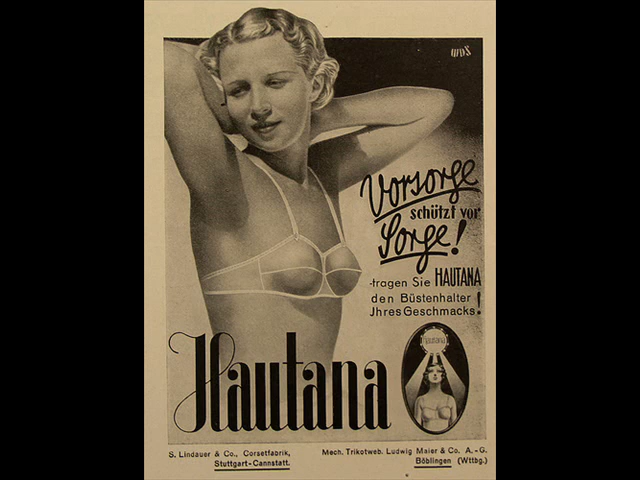 Vorsorge
schützt vor
Sorge!
-tragen Sie HAUTANA
den Büstenhalter
Jhres Geschmacks!
Hautana
Hautana
S. Lindauer & Co., Corsetfabrik,
Stuttgart-Cannstatt.
Mech. Trikotweb. Ludwig Maier & Co. A.-G.
Böblingen (Wttbg.)